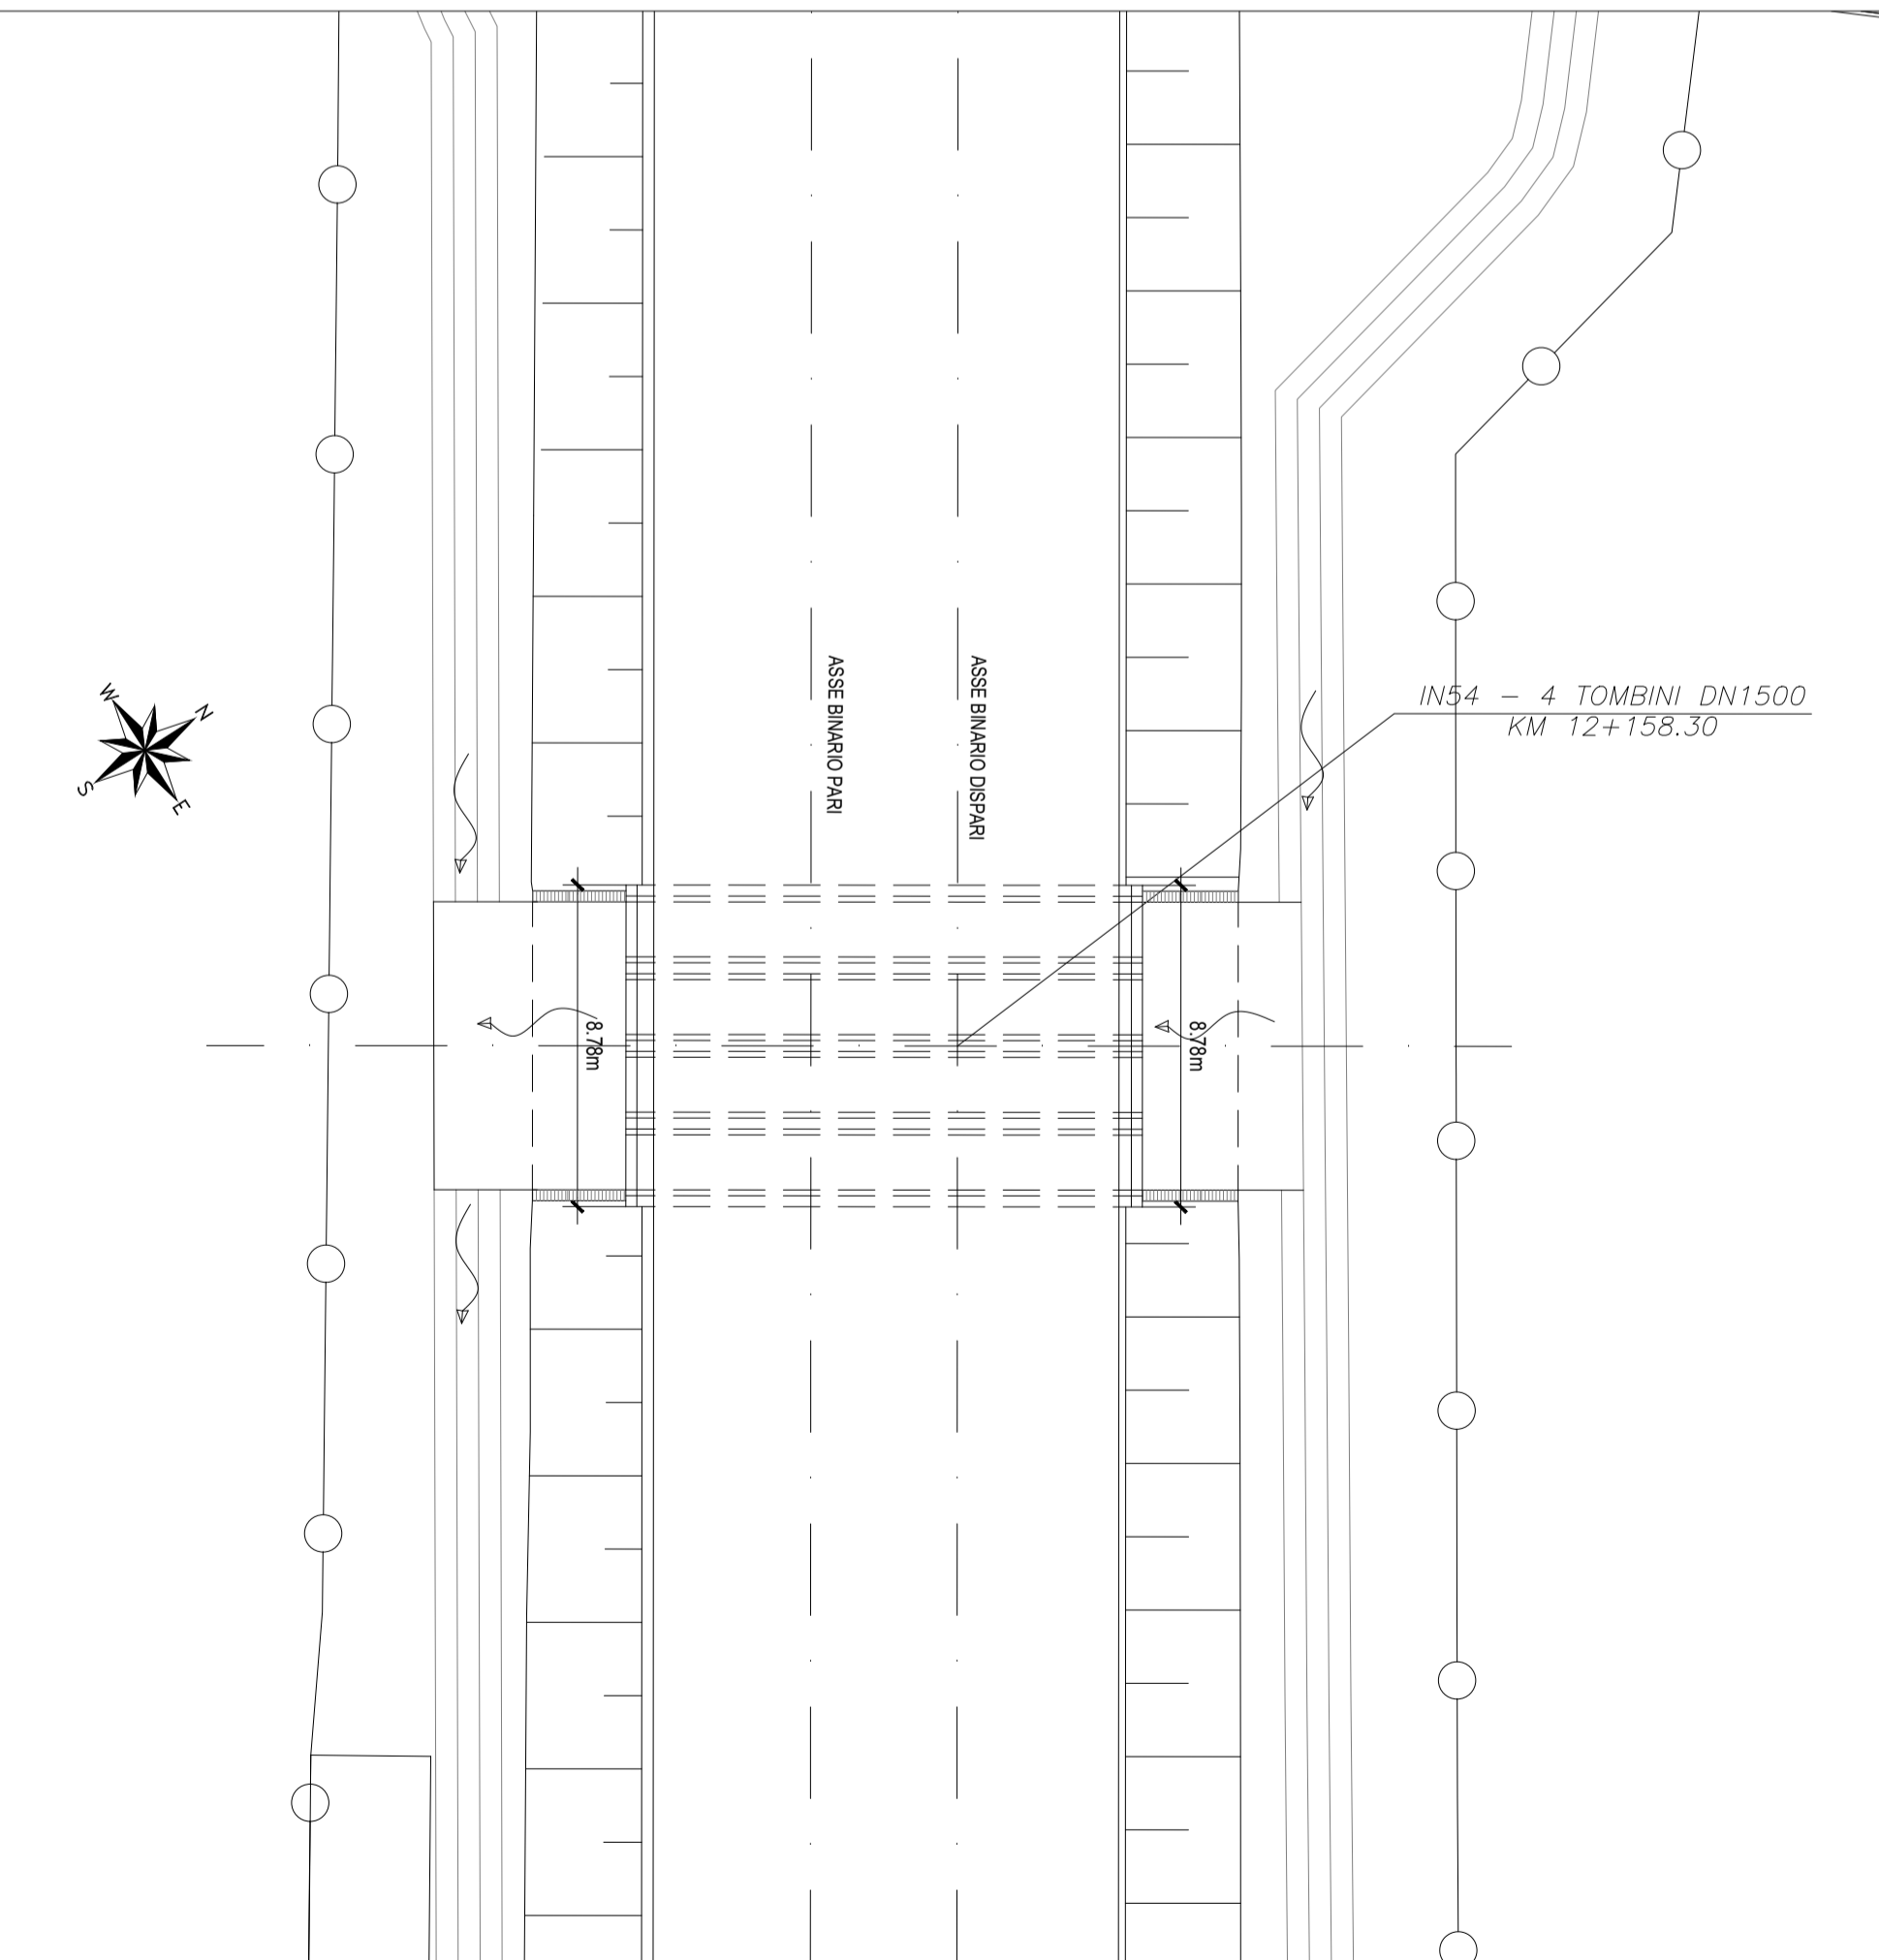 ASSE BINARIO PARI
ASSE BINARIO DISPARI
IN54 - 4 TOMBINI DN1500
KM 12+158.30
W
N
S
E
8.78m
8.78m